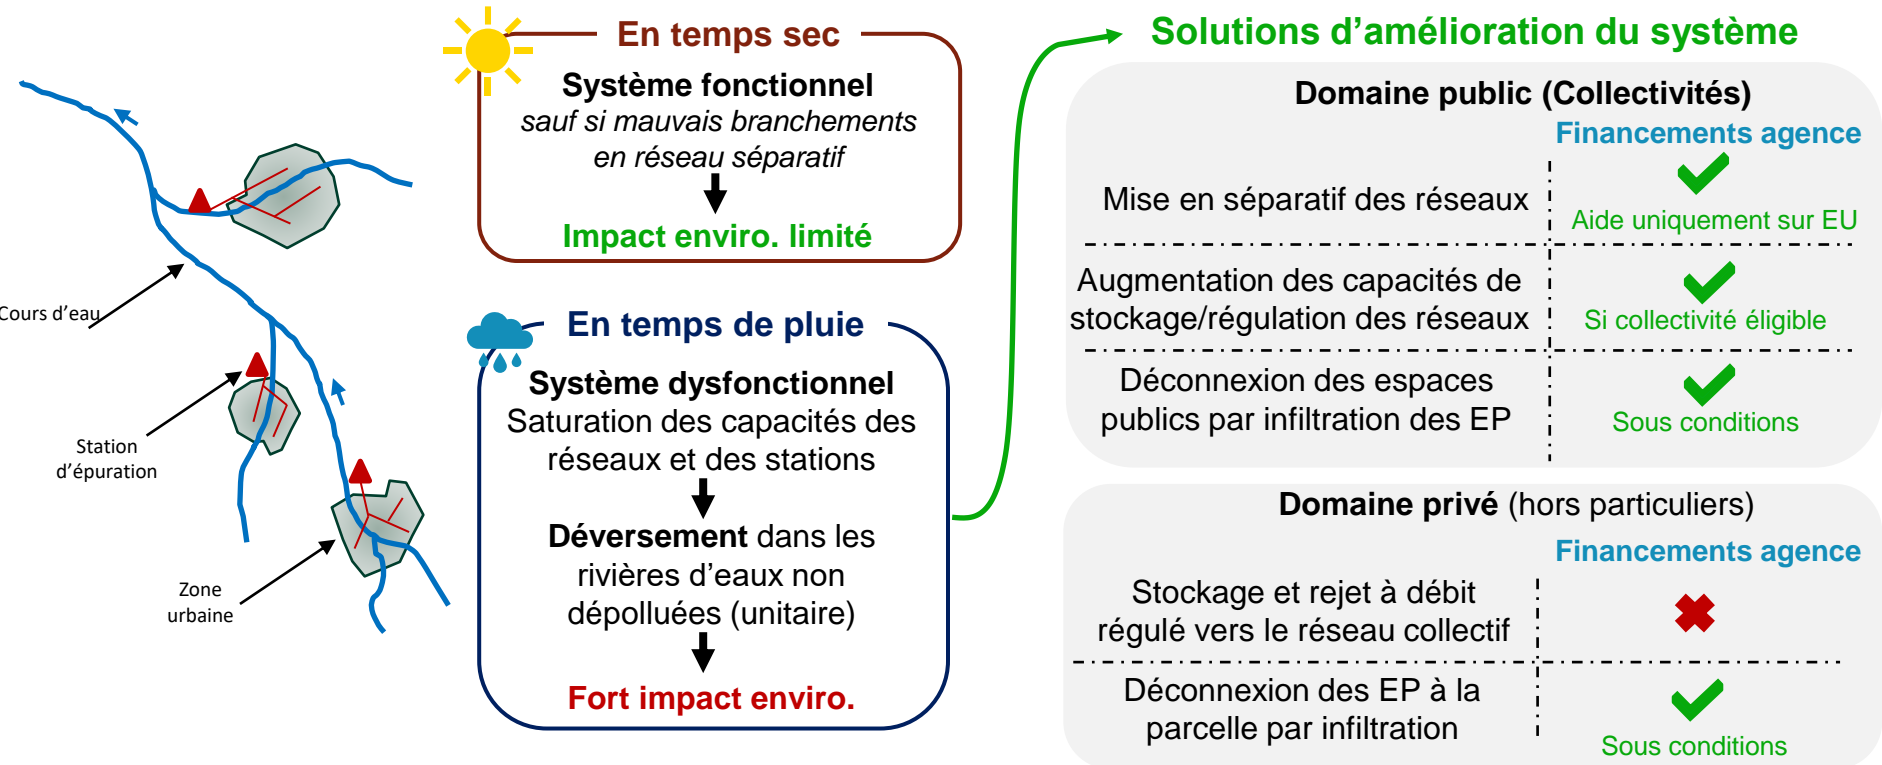 Cours d'eau
Station
d'épuration
Zone
urbaine
En temps sec
Système fonctionnel
sauf si mauvais branchements
en réseau séparatif
Impact enviro. limité
En temps de pluie
Système dysfonctionnel
Saturation des capacités des
réseaux et des stations
Déversement dans les
rivières d'eaux non
dépolluées (unitaire)
Fort impact enviro.
Solutions d'amélioration du système
Domaine public (Collectivités)
Financements agence
Mise en séparatif des réseaux
Aide uniquement sur EU
Augmentation des capacités de
stockage/régulation des réseaux
Si collectivité éligible
Déconnexion des espaces
publics par infiltration des EP
Sous conditions
Domaine privé (hors particuliers)
Financements agence
Stockage et rejet à débit
régulé vers le réseau collectif
Déconnexion des EP à la
parcelle par infiltration
Sous conditions